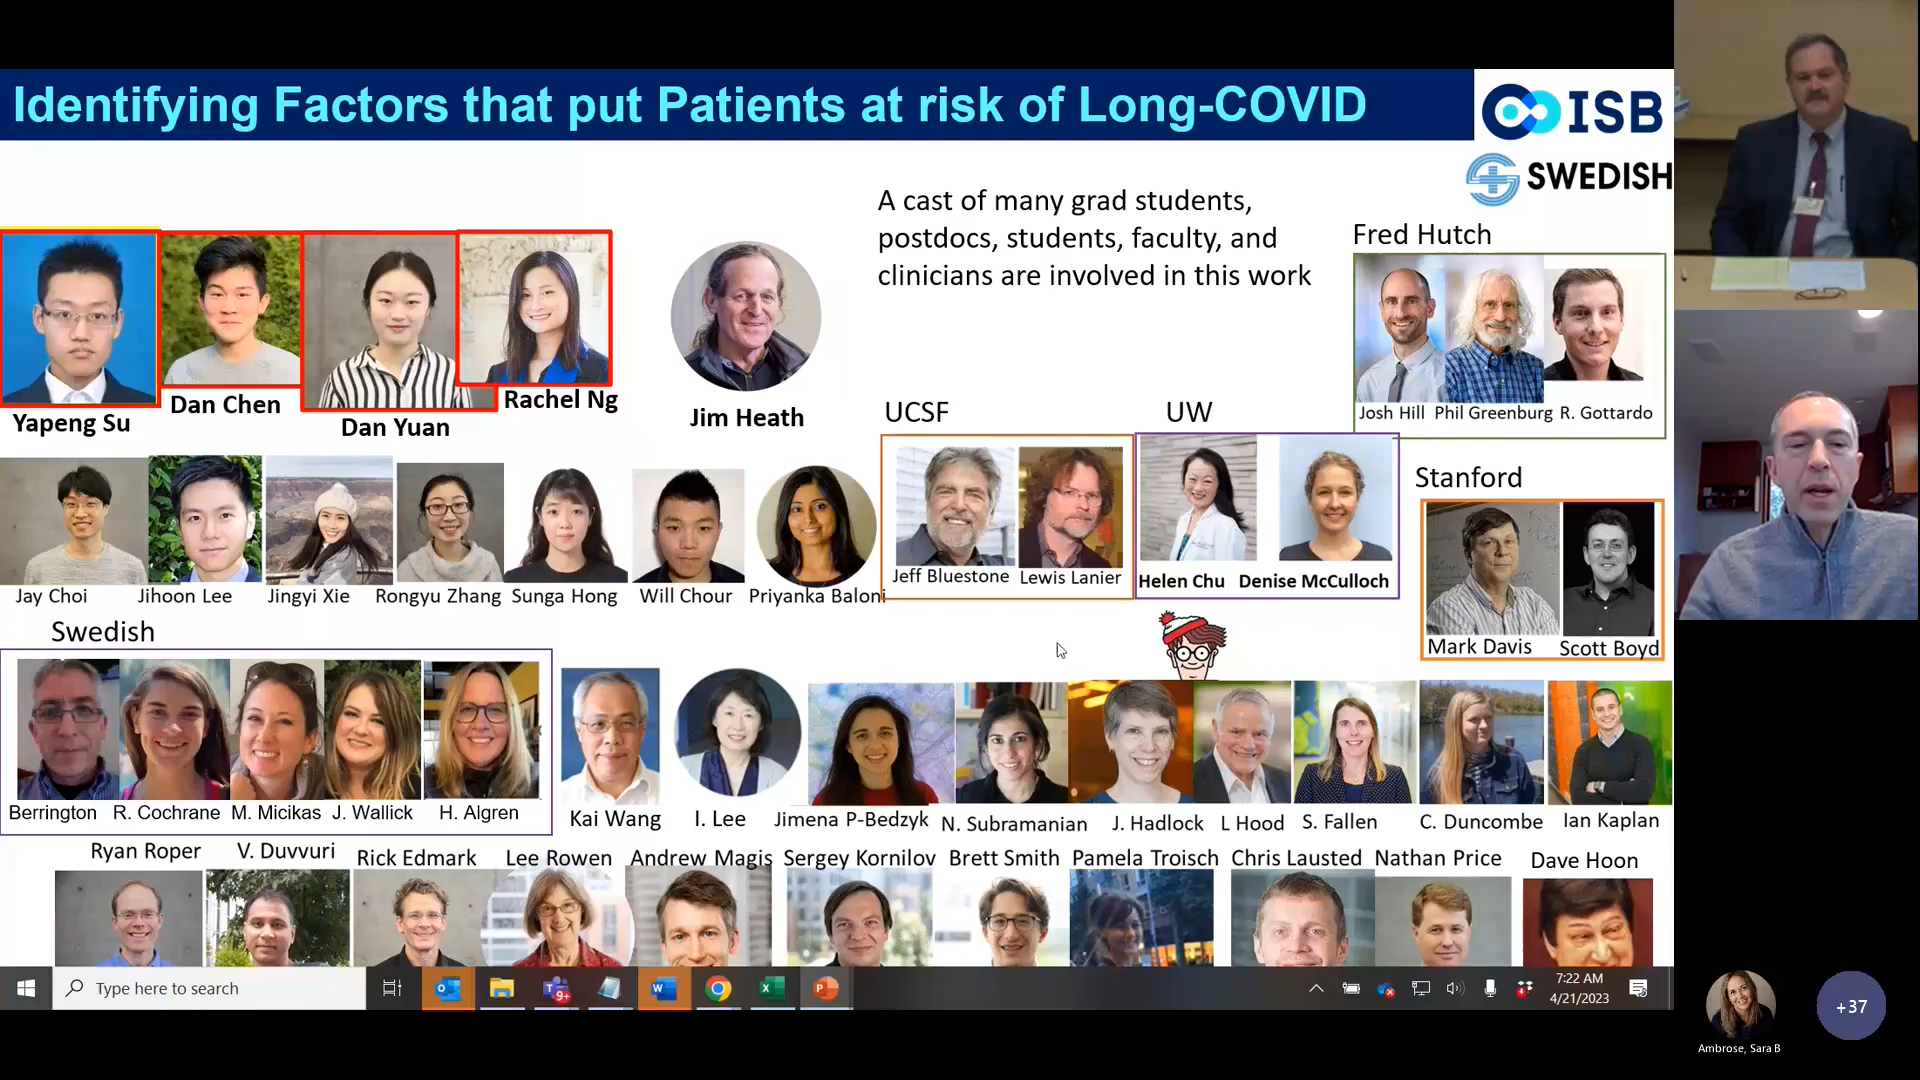 Identifying Factors that put Patients at risk of Long-COVID
ISB
SWEDISH
A cast of many grad students,
postdocs, students, faculty, and
clinicians are involved in this work
Fred Hutch
Josh Hill Phil Greenburg R. Gottardo
Yapeng Su
Dan Chen
Dan Yuan
Rachel Ng
Jim Heath
UCSF
UW
Jeff Bluestone Lewis Lanier
Helen Chu Denise McCulloch
Stanford
Mark Davis Scott Boyd
Jay Choi Jihoon Lee Jingyi Xie Rongyu Zhang Sunga Hong Will Chour Priyanka Baloni
Swedish
Berrington R. Cochrane M. Micikas J. Wallick H. Algren
Kai Wang I. Lee Jimena P-Bedzyk N. Subramanian J. Hadlock L Hood S. Fallen C. Duncombe Ian Kaplan
Ryan Roper V. Duvvuri Rick Edmark Lee Rowen Andrew Magis Sergey Kornilov Brett Smith Pamela Troisch Chris Lausted Nathan Price Dave Hoon
Type here to search
9+
7:22 AM
4/21/2023
Ambrose, Sara B
+37